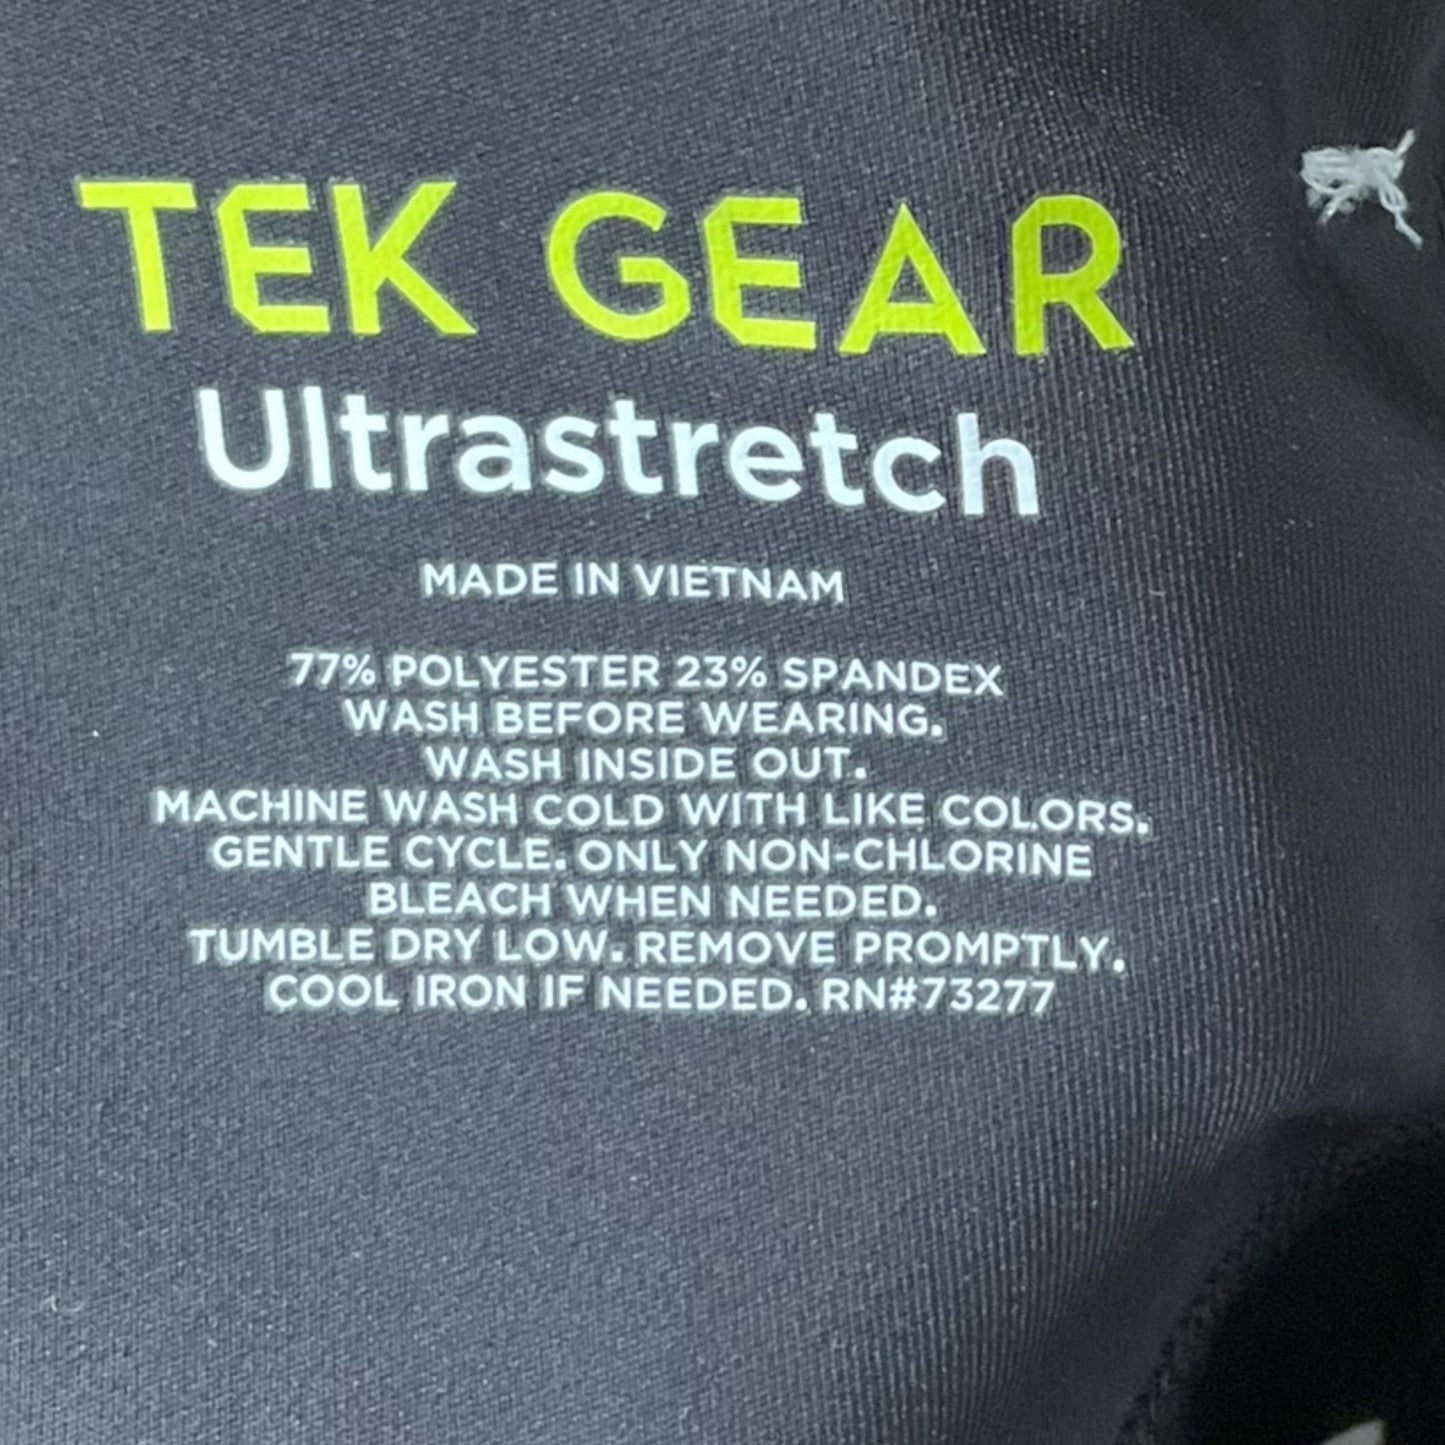 TEK GEAR
Ultrastretch
MADE IN VIETNAM
77% POLYESTER 23% SPANDEX
WASH BEFORE WEARING.
WASH INSIDE OUT.
MACHINE WASH COLD WITH LIKE COLORS.
GENTLE CYCLE. ONLY NON-CHLORINE
BLEACH WHEN NEEDED.
TUMBLE DRY LOW. REMOVE PROMPTLY.
COOL IRON IF NEEDED. RN#73277